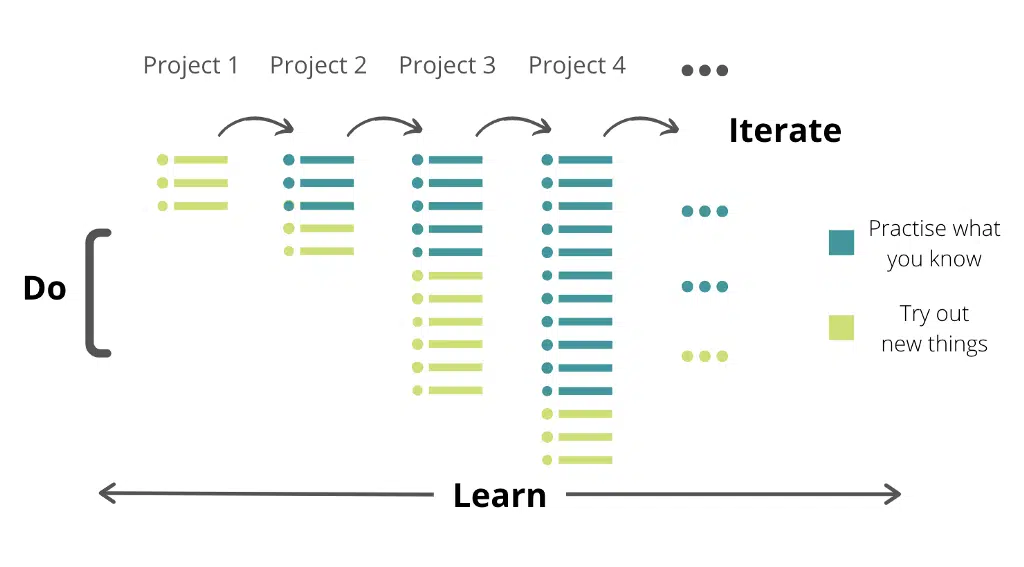 Project 1
Project 2
Project 3
Project 4
Iterate
Practise what
you know
Do
Try out
new things
Learn